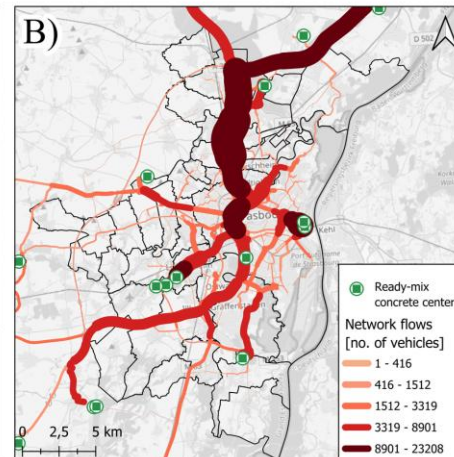 B)
D 502
Kehl
Ready-mix
concrete center
Network flows
[no. of vehicles]
1 - 416
416 - 1512
1512 - 3319
3319 - 8901
8901 - 23208
0 2,5 5 km